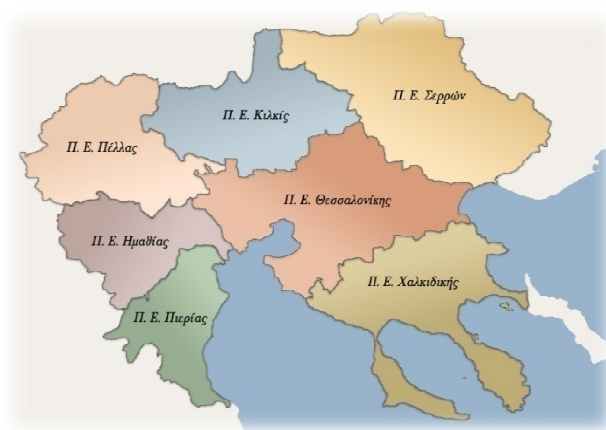 Π. Ε. Σερρών
Π. Ε. Κιλκίς
Π. Ε. Πέλλας
Π. Ε. Θεσσαλονίκης
Π. Ε. Ημαθίας
Π. Ε. Χαλκιδικής
Π. Ε. Πιερίας